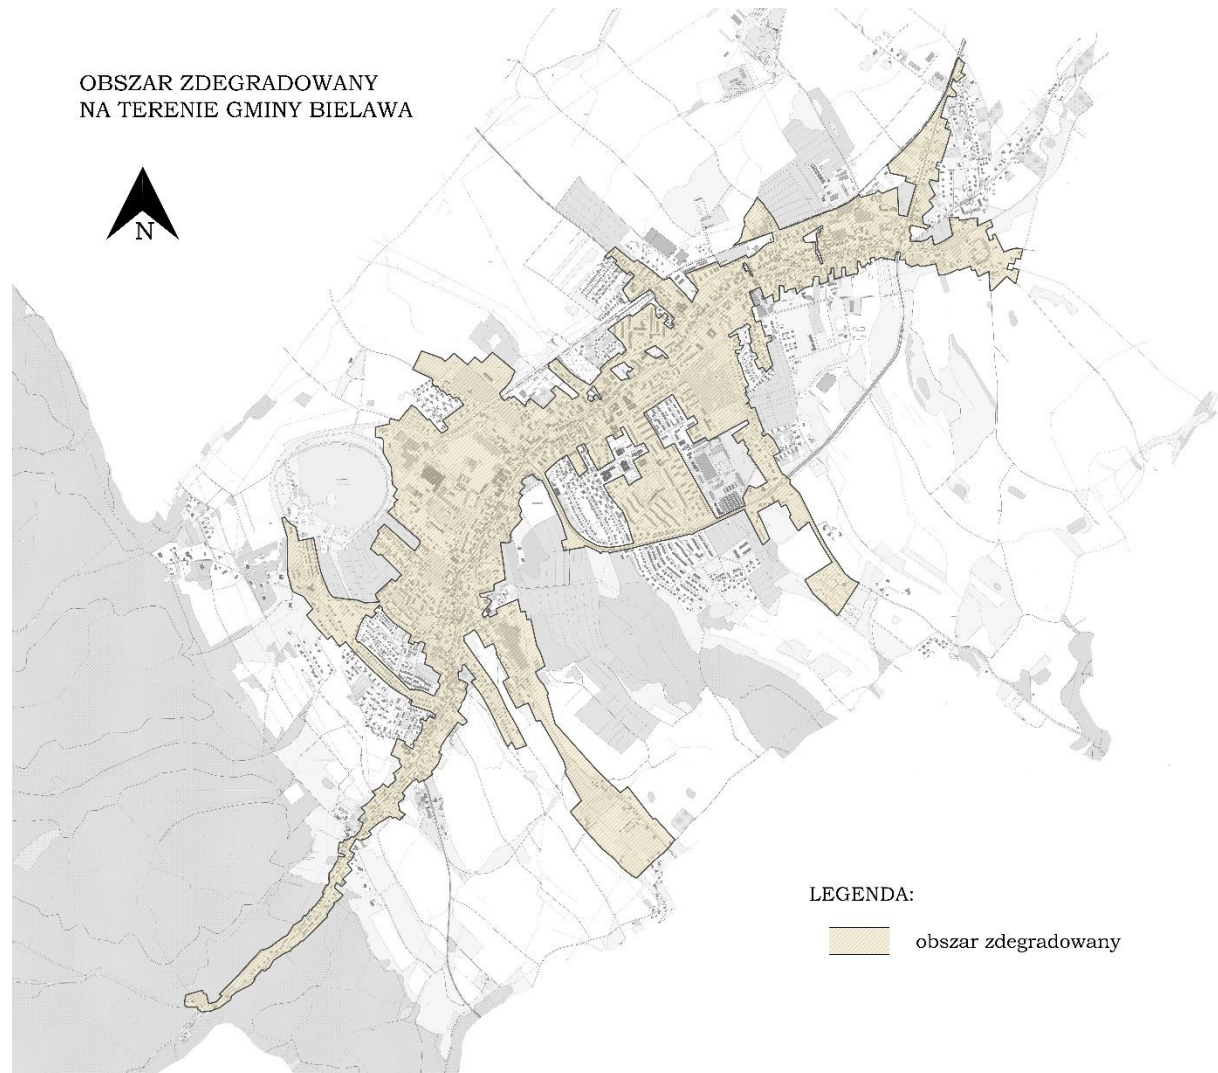 OBSZAR ZDEGRADOWANY
NA TERENIE GMINY BIELAWA
N
LEGENDA:
obszar zdegradowany